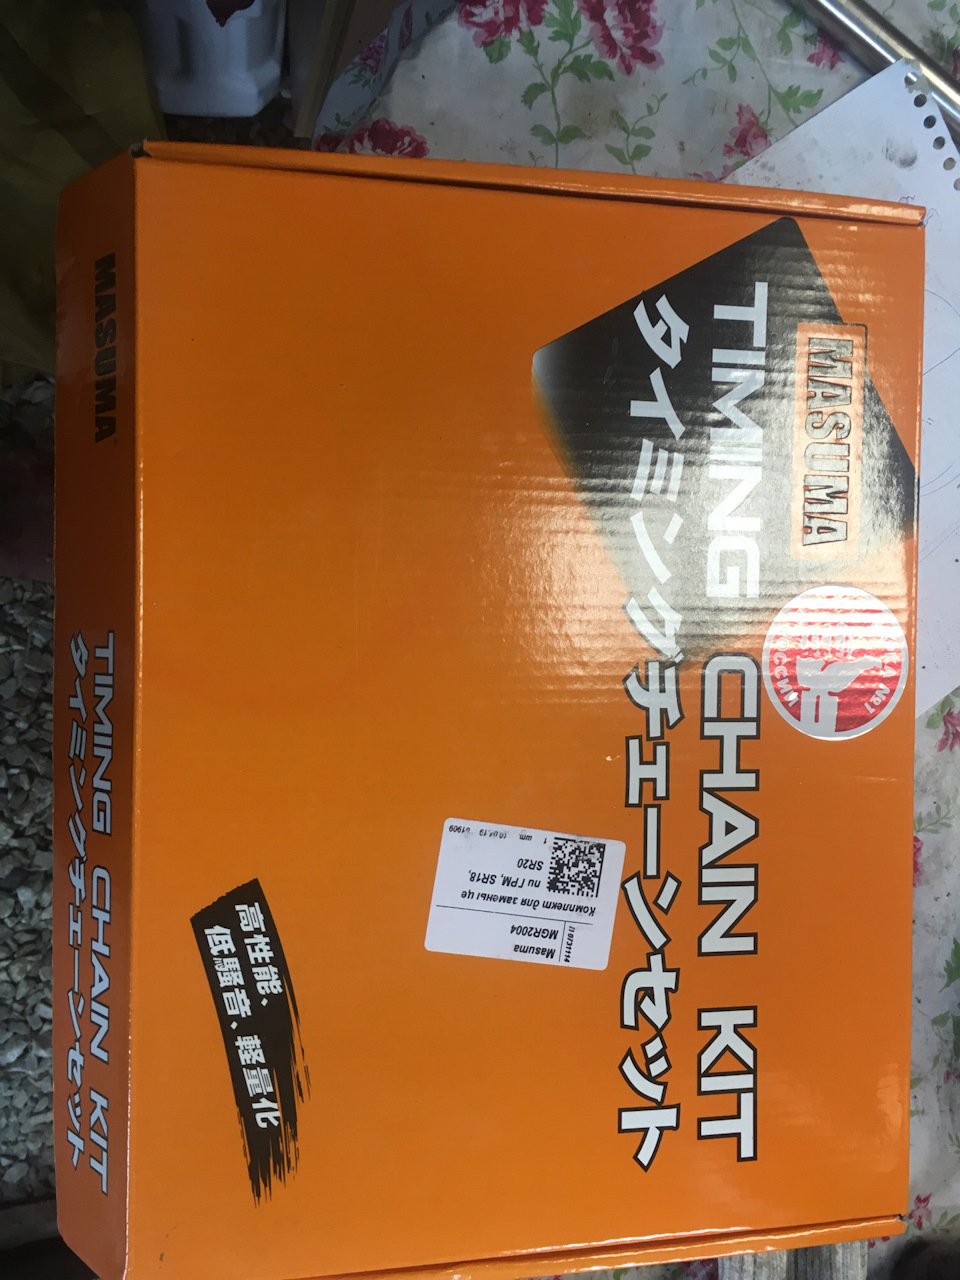 MASUMA
TIMING CHAIN KIT
タイミングチェーンセット
Masuma
MGR2004
Комплект для замены це
пи ГРМ, SR18,
SR20
1 шт
高性能、
低騒音、軽量化
MASUMA
TIMING CHAIN KIT
タイミングチェーンセット